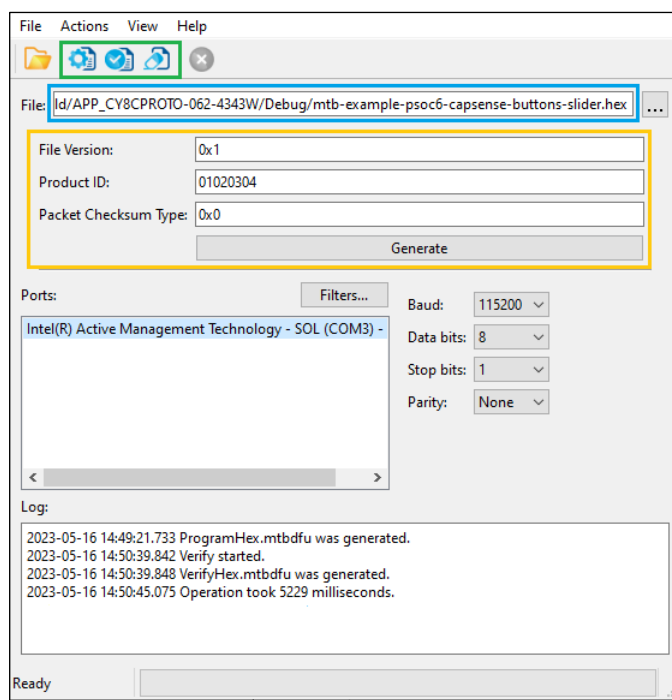 File Actions View Help
File: ld/APP_CY8CPROTO-062-4343W/Debug/mtb-example-psoc6-capsense-buttons-slider.hex ...
File Version: 0x1
Product ID: 01020304
Packet Checksum Type: 0x0
Generate
Ports: Filters...
Intel(R) Active Management Technology - SOL (COM3) -
Baud: 115200
Data bits: 8
Stop bits: 1
Parity: None
Log:
2023-05-16 14:49:21.733 ProgramHex.mtbdfu was generated.
2023-05-16 14:50:39.842 Verify started.
2023-05-16 14:50:39.848 VerifyHex.mtbdfu was generated.
2023-05-16 14:50:45.075 Operation took 5229 milliseconds.
Ready